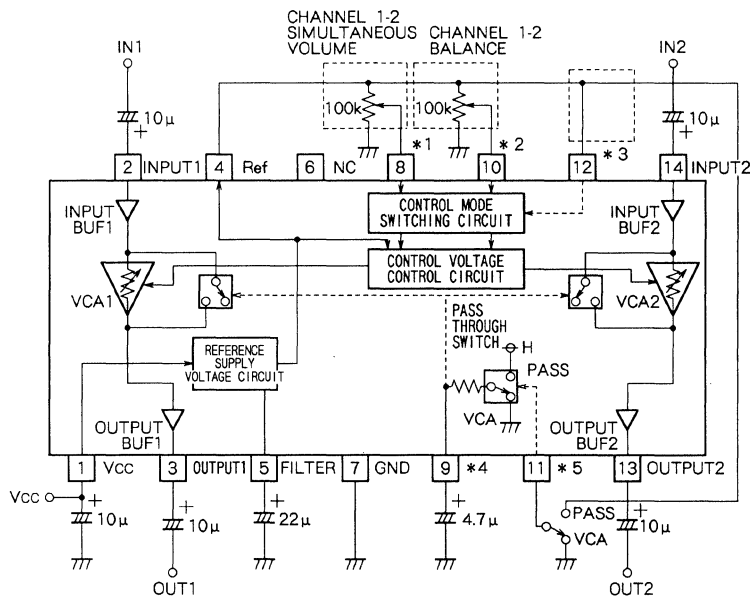 CHANNEL 1-2
SIMULTANEOUS
VOLUME
CHANNEL 1-2
BALANCE
IN1
IN2
10μ
+
100k
100k
10μ
+
*1
*2
*3
2 INPUT1
4 Ref
6 NC
8
10
12
14 INPUT2
INPUT
BUF1
CONTROL MODE
SWITCHING CIRCUIT
INPUT
BUF2
CONTROL VOLTAGE
CONTROL CIRCUIT
VCA1
VCA2
PASS
THROUGH
SWITCH
H
REFERENCE
SUPPLY
VOLTAGE CIRCUIT
PASS
VCA
OUTPUT
BUF1
OUTPUT
BUF2
1 Vcc
3 OUTPUT1
5 FILTER
7 GND
9 *4
11 *5
13 OUTPUT2
Vcc
+
10μ
+
10μ
+
22μ
+
4.7μ
PASS
VCA
+
10μ
OUT1
OUT2